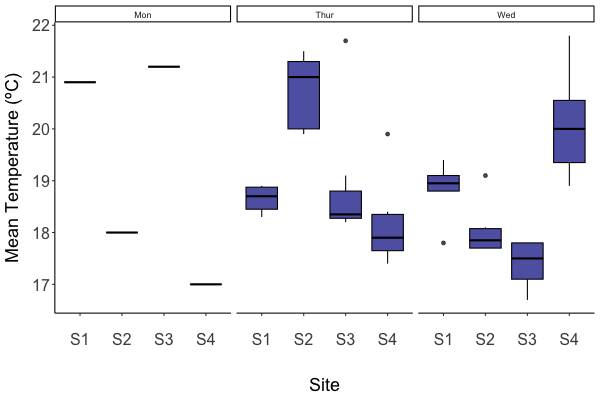 Mon Thur Wed
22
21
20
19
18
17
Mean Temperature (ºC)
S1 S2 S3 S4 S1 S2 S3 S4 S1 S2 S3 S4
Site